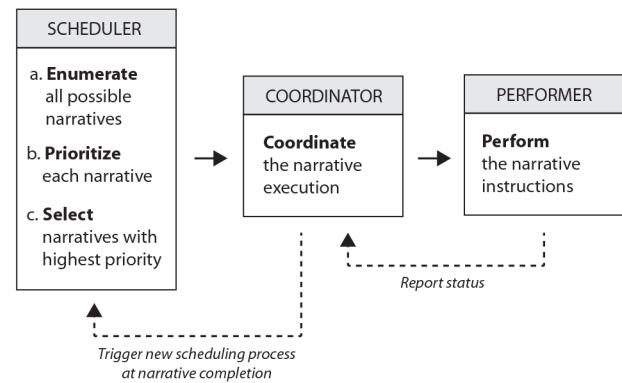 SCHEDULER
a. Enumerate
all possible
narratives
b. Prioritize
each narrative
c. Select
narratives with
highest priority
COORDINATOR
Coordinate
the narrative
execution
PERFORMER
Perform
the narrative
instructions
Report status
Trigger new scheduling process
at narrative completion